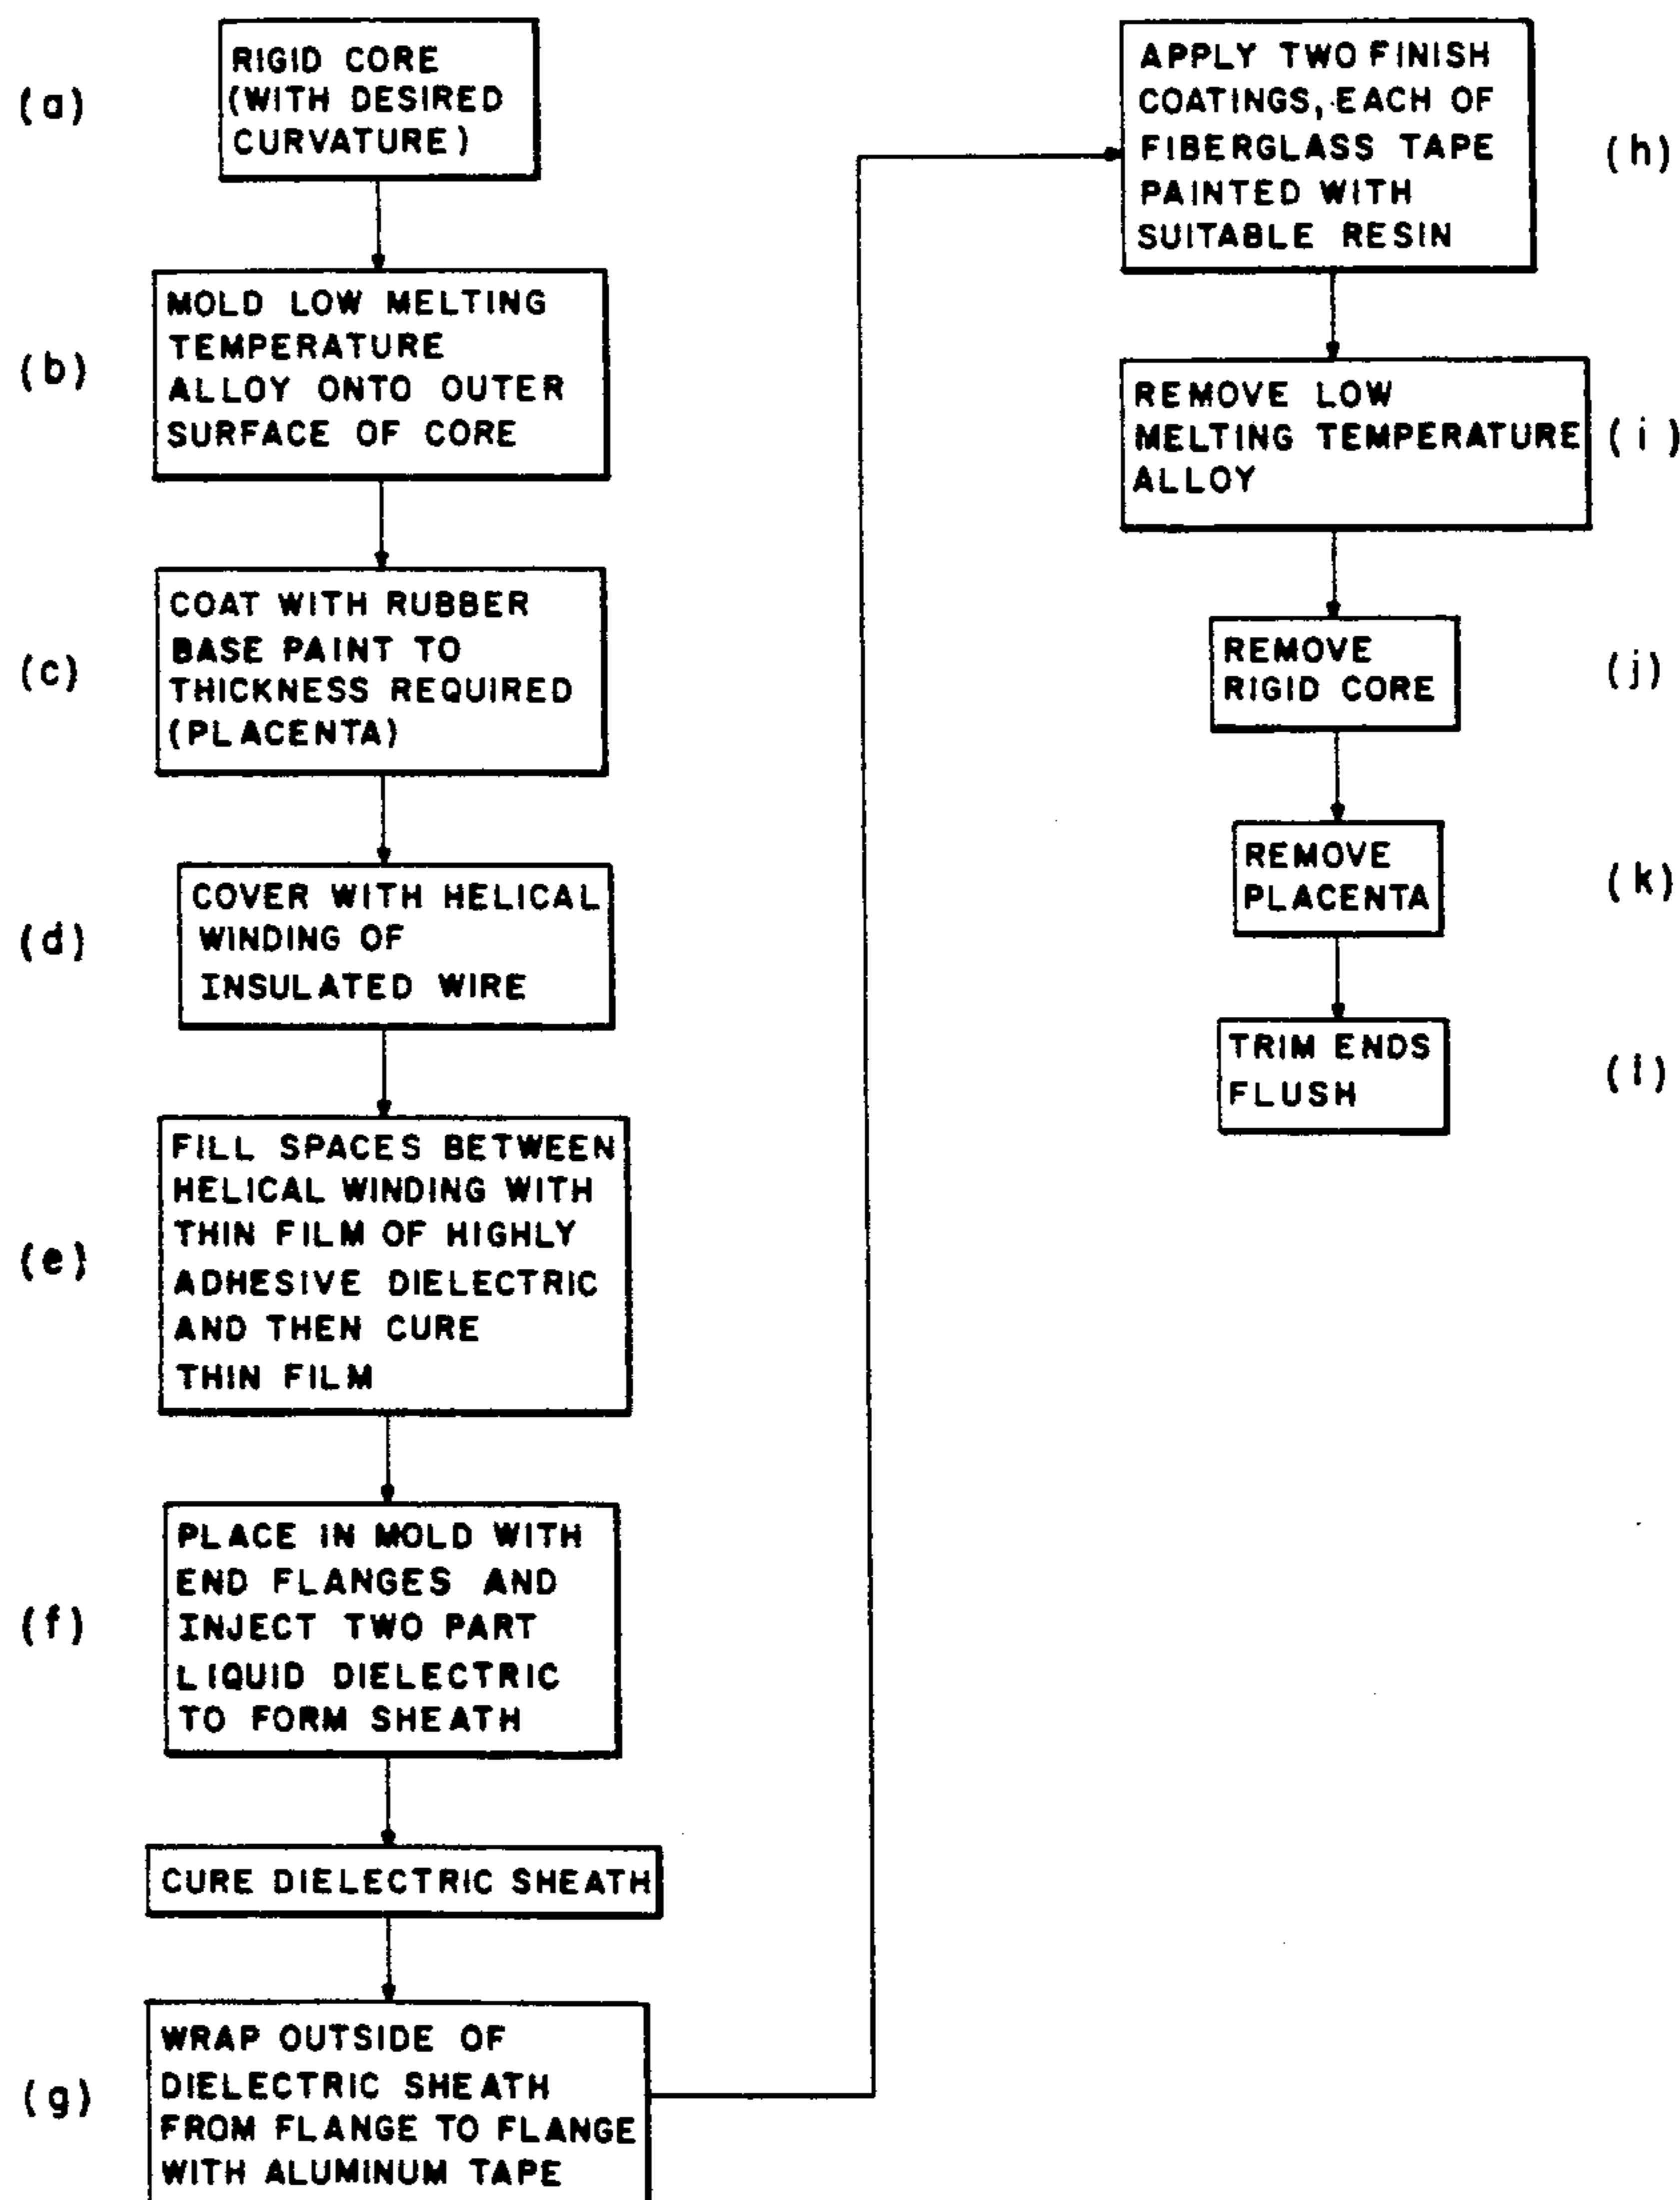 (a)
RIGID CORE
(WITH DESIRED
CURVATURE)
(b)
MOLD LOW MELTING
TEMPERATURE
ALLOY ONTO OUTER
SURFACE OF CORE
(c)
COAT WITH RUBBER
BASE PAINT TO
THICKNESS REQUIRED
(PLACENTA)
(d)
COVER WITH HELICAL
WINDING OF
INSULATED WIRE
(e)
FILL SPACES BETWEEN
HELICAL WINDING WITH
THIN FILM OF HIGHLY
ADHESIVE DIELECTRIC
AND THEN CURE
THIN FILM
(f)
PLACE IN MOLD WITH
END FLANGES AND
INJECT TWO PART
LIQUID DIELECTRIC
TO FORM SHEATH
CURE DIELECTRIC SHEATH
(g)
WRAP OUTSIDE OF
DIELECTRIC SHEATH
FROM FLANGE TO FLANGE
WITH ALUMINUM TAPE
APPLY TWO FINISH
COATINGS, EACH OF
FIBERGLASS TAPE
PAINTED WITH
SUITABLE RESIN
(h)
REMOVE LOW
MELTING TEMPERATURE
ALLOY
(i)
REMOVE
RIGID CORE
(j)
REMOVE
PLACENTA
(k)
TRIM ENDS
FLUSH
(l)